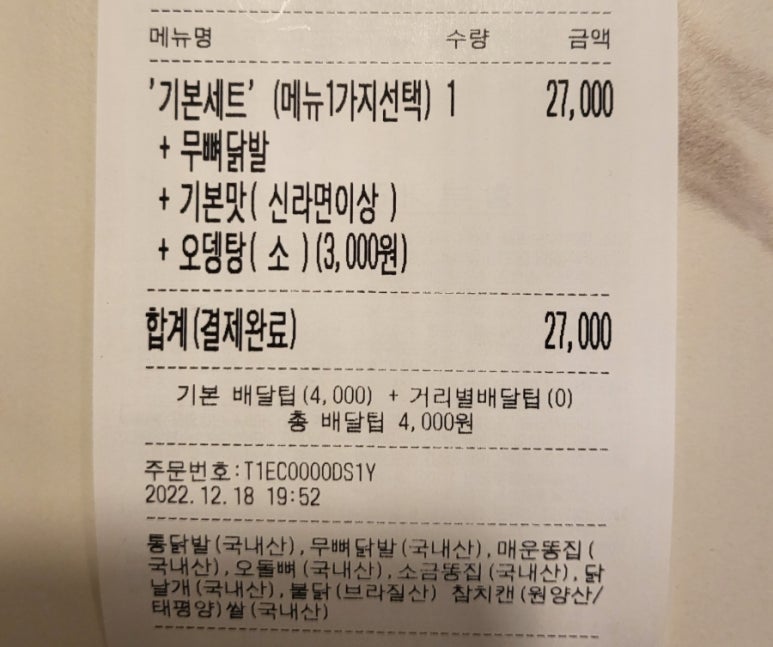 메뉴명 수량 금액
'기본세트' (메뉴1가지선택) 1 27,000
+ 무뼈닭발
+ 기본맛( 신라면이상 )
+ 오뎅탕( 소 )(3,000원)
합계(결제완료) 27,000
기본 배달팁(4,000) + 거리별배달팁(0)
총 배달팁 4,000원
주문번호:T1EC0000DS1Y
2022.12.18 19:52
통닭발(국내산),무뼈닭발(국내산),매운똥집(
국내산),오돌뼈(국내산),소금똥집(국내산),닭
날개(국내산),불닭(브라질산) 참치캔(원양산/
태평양)쌀(국내산)